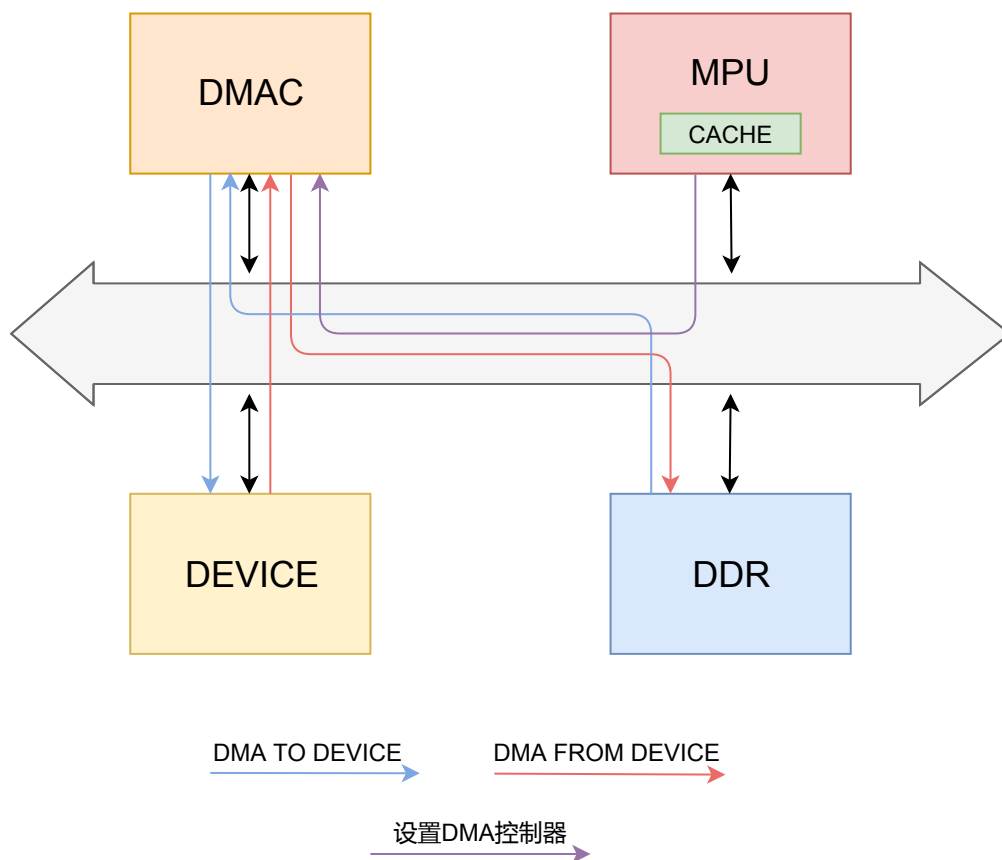 DMAC
MPU
CACHE
DEVICE
DDR
DMA TO DEVICE
DMA FROM DEVICE
设置DMA控制器